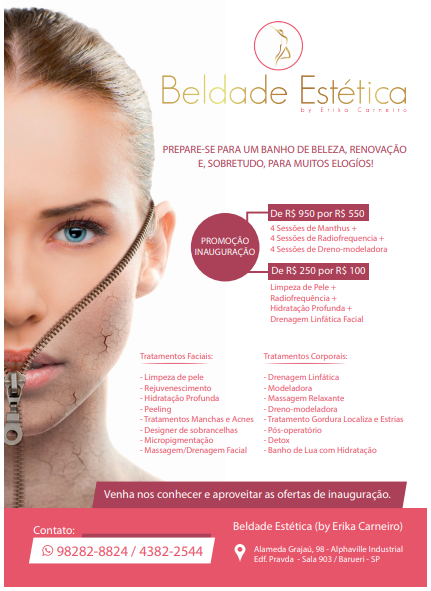 Beldade Estética
by Erika Carneiro
PREPARE-SE PARA UM BANHO DE BELEZA, RENOVAÇÃO
E, SOBRETUDO, PARA MUITOS ELOGÍOS!
PROMOÇÃO
INAUGURAÇÃO
De R$ 950 por R$ 550
4 Sessões de Manthus +
4 Sessões de Radiofrequencia +
4 Sessões de Dreno-modeladora
De R$ 250 por R$ 100
Limpeza de Pele +
Radiofrequência +
Hidratação Profunda +
Drenagem Linfática Facial
Tratamentos Faciais:
- Limpeza de pele
- Rejuvenescimento
- Hidratação Profunda
- Peeling
- Tratamentos Manchas e Acnes
- Designer de sobrancelhas
- Micropigmentação
- Massagem/Drenagem Facial
Tratamentos Corporais:
- Drenagem Linfática
- Modeladora
- Massagem Relaxante
- Dreno-modeladora
- Tratamento Gordura Localiza e Estrias
- Pós-operatório
- Detox
- Banho de Lua com Hidratação
Venha nos conhecer e aproveitar as ofertas de inauguração.
Contato:
98282-8824 / 4382-2544
Beldade Estética (by Erika Carneiro)
Alameda Grajaú, 98 - Alphaville Industrial
Edf. Pravda - Sala 903 / Barueri - SP